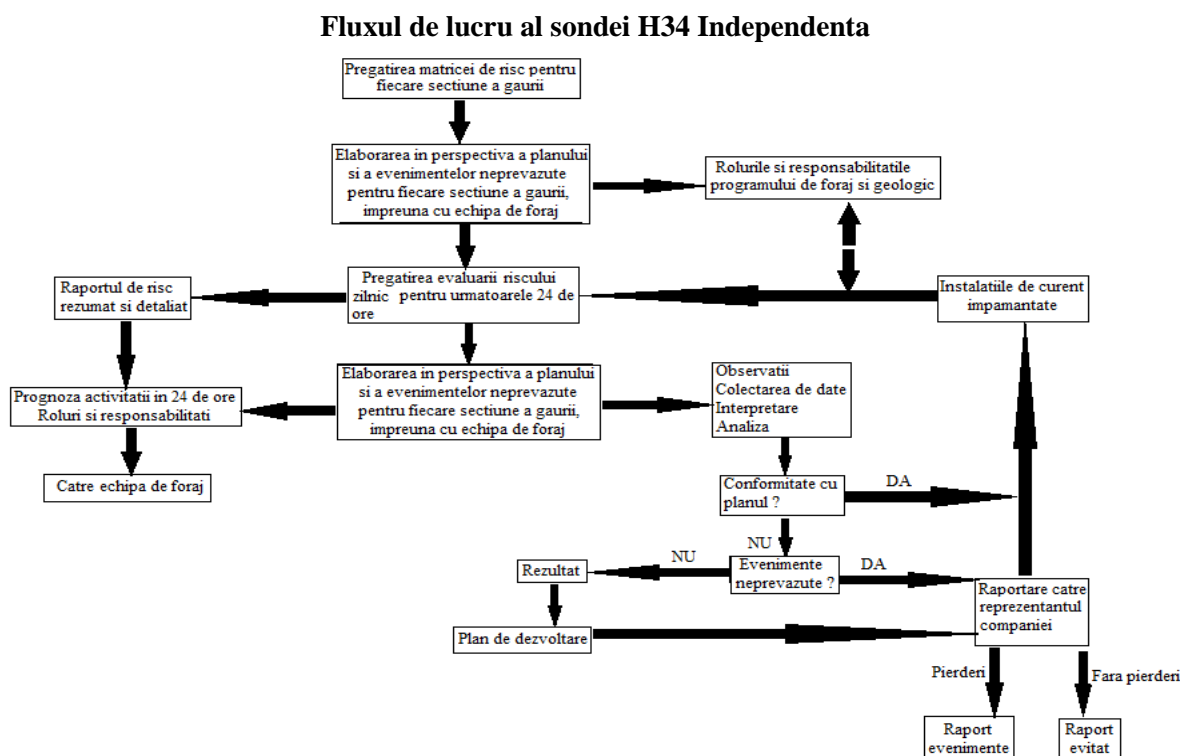 Fluxul de lucru al sondei H34 Independenta
Pregatirea matricei de risc pentru
fiecare sectiune a gaurii
Elaborarea in perspectiva a planului
si a evenimentelor neprevazute
pentru fiecare sectiune a gaurii,
impreuna cu echipa de foraj
Rolurile si responsabilitatile
programului de foraj si geologic
Raportul de risc
rezumat si detaliat
Pregatirea evaluarii riscului
zilnic pentru urmatoarele 24 de
ore
Instalatiile de curent
impamantate
Prognoza activitatii in 24 de ore
Roluri si responsabilitati
Elaborarea in perspectiva a planului
si a evenimentelor neprevazute
pentru fiecare sectiune a gaurii,
impreuna cu echipa de foraj
Observatii
Colectarea de date
Interpretare
Analiza
Catre echipa de foraj
Conformitate cu
planul ?
DA
NU
Rezultat
NU
Evenimente
neprevazute ?
DA
Raportare catre
reprezentantul
companiei
Plan de dezvoltare
Pierderi
Fara pierderi
Raport
evenimente
Raport
evitat